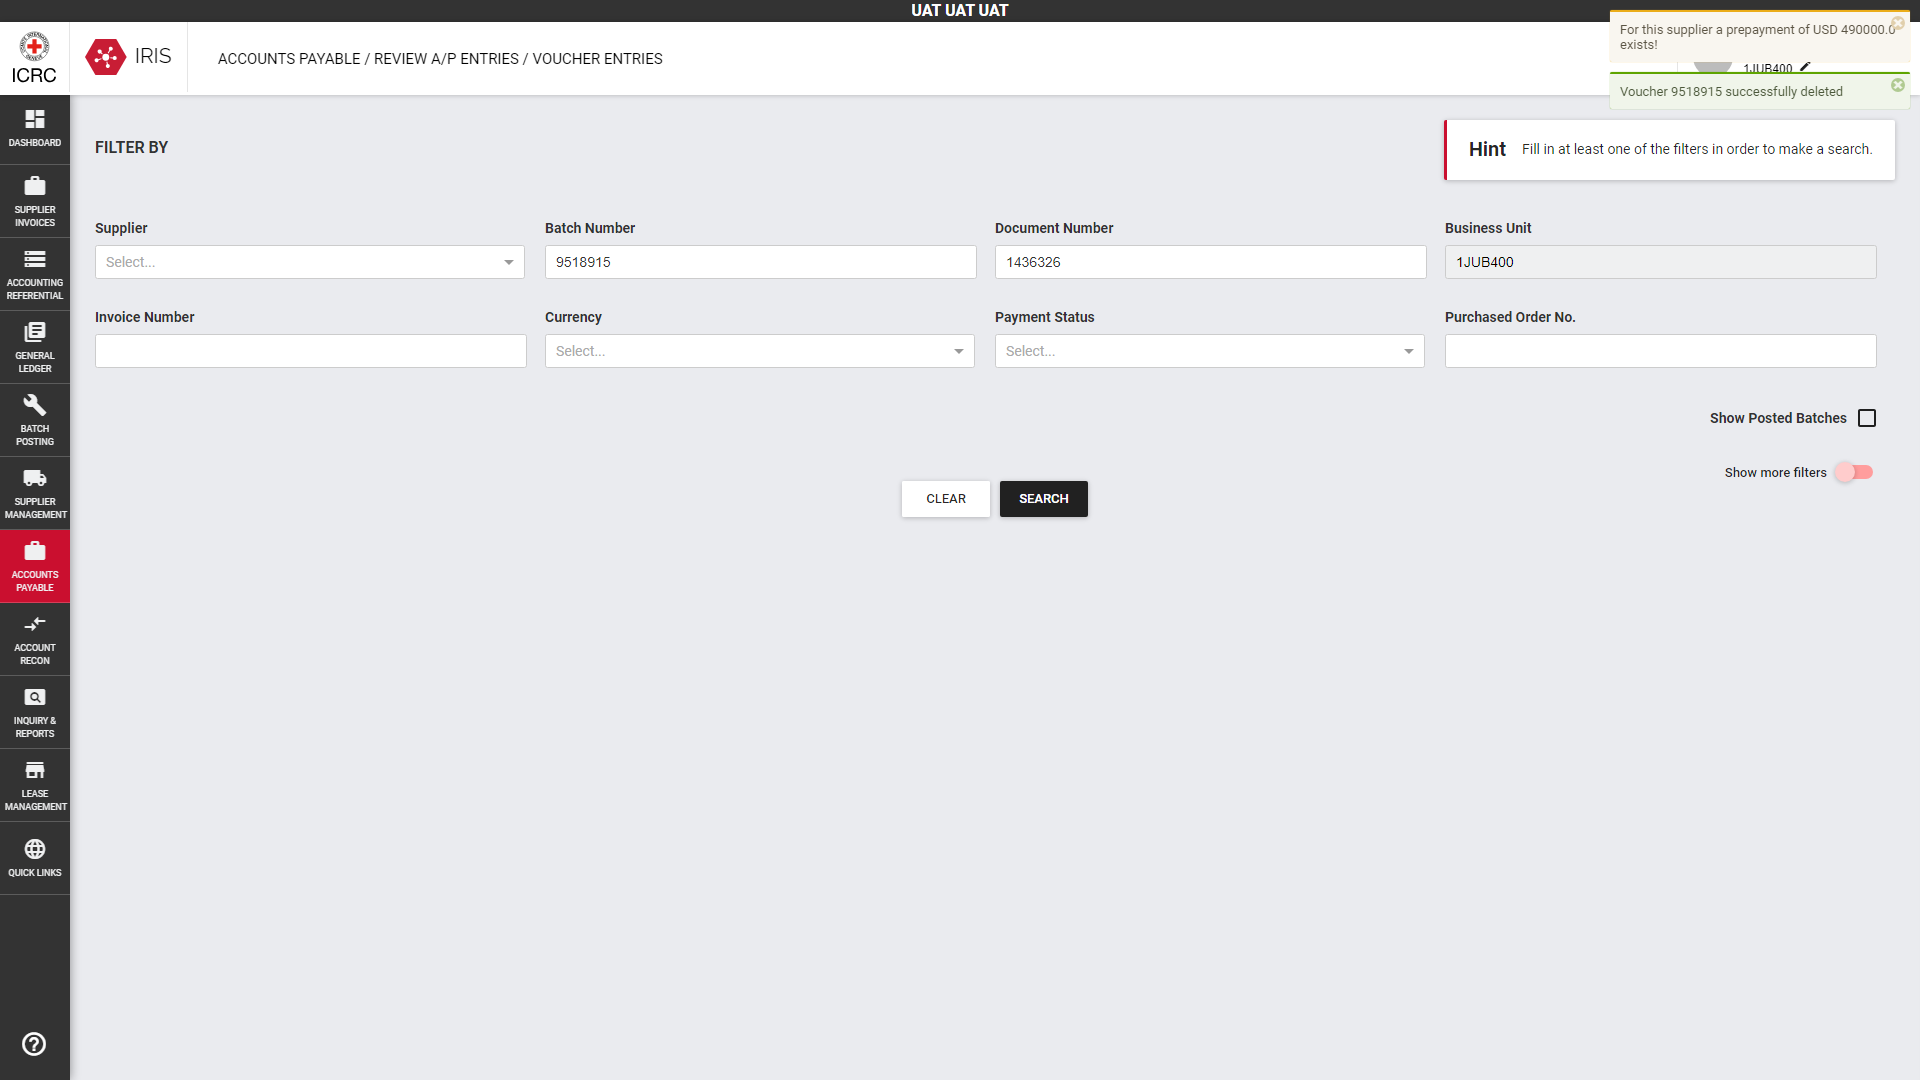 UAT UAT UAT
ICRC
IRIS
ACCOUNTS PAYABLE / REVIEW A/P ENTRIES / VOUCHER ENTRIES
For this supplier a prepayment of USD 490000.0
exists!
1JUB400
Voucher 9518915 successfully deleted
DASHBOARD
SUPPLIER
INVOICES
ACCOUNTING
REFERENTIAL
GENERAL
LEDGER
BATCH
POSTING
SUPPLIER
MANAGEMENT
ACCOUNTS
PAYABLE
ACCOUNT
RECON
INQUIRY &
REPORTS
LEASE
MANAGEMENT
QUICK LINKS
FILTER BY
Hint Fill in at least one of the filters in order to make a search.
Supplier Batch Number Document Number Business Unit
Select... 9518915 1436326 1JUB400
Invoice Number Currency Payment Status Purchased Order No.
Select... Select...
Show Posted Batches
Show more filters
CLEAR SEARCH